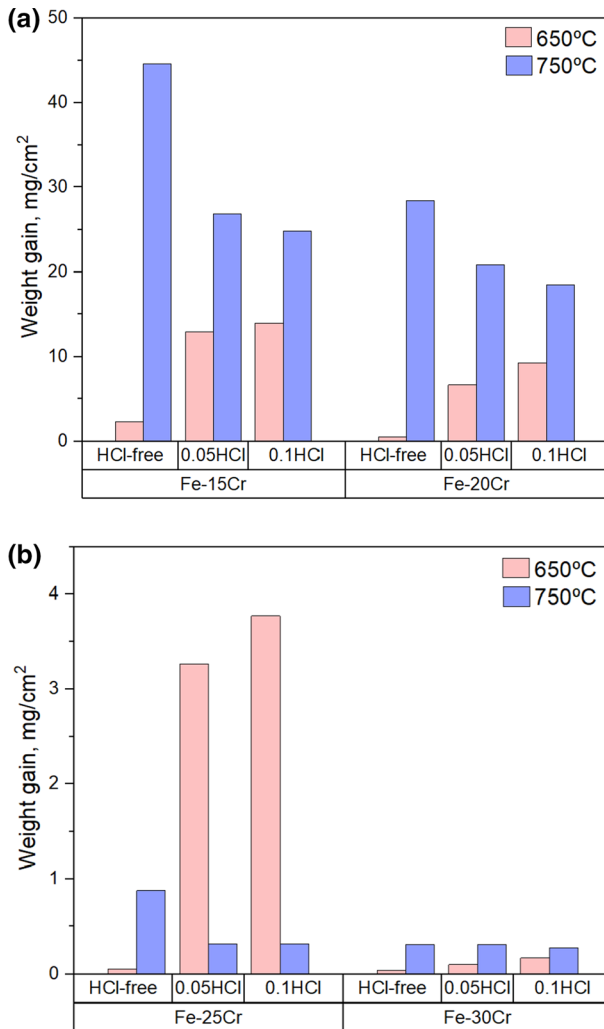 (a)
50
40
30
20
10
0
Weight gain, mg/cm²
650ºC
750ºC
HCl-free 0.05HCl 0.1HCl HCl-free 0.05HCl 0.1HCl
Fe-15Cr Fe-20Cr
(b)
4
3
2
1
0
Weight gain, mg/cm²
650ºC
750ºC
HCl-free 0.05HCl 0.1HCl HCl-free 0.05HCl 0.1HCl
Fe-25Cr Fe-30Cr